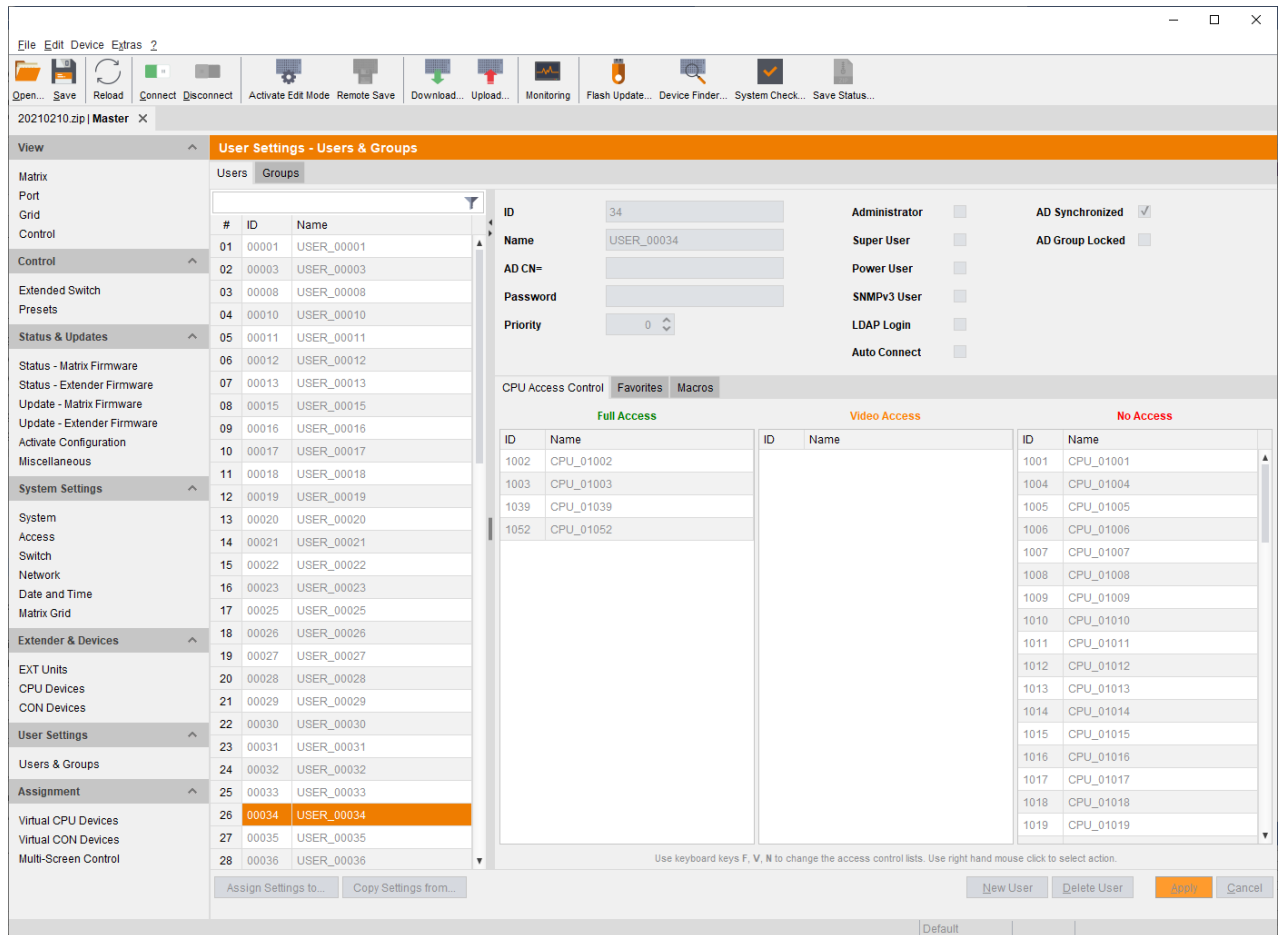 File Edit Device Extras ?
Open... Save Reload Connect Disconnect Activate Edit Mode Remote Save Download... Upload... Monitoring Flash Update... Device Finder... System Check... Save Status...
20210210.zip | Master
View
Matrix
Port
Grid
Control
Control
Extended Switch
Presets
Status & Updates
Status - Matrix Firmware
Status - Extender Firmware
Update - Matrix Firmware
Update - Extender Firmware
Activate Configuration
Miscellaneous
System Settings
System
Access
Switch
Network
Date and Time
Matrix Grid
Extender & Devices
EXT Units
CPU Devices
CON Devices
User Settings
Users & Groups
Assignment
Virtual CPU Devices
Virtual CON Devices
Multi-Screen Control
User Settings - Users & Groups
Users Groups
# ID Name
01 00001 USER_00001
02 00003 USER_00003
03 00008 USER_00008
04 00010 USER_00010
05 00011 USER_00011
06 00012 USER_00012
07 00013 USER_00013
08 00015 USER_00015
09 00016 USER_00016
10 00017 USER_00017
11 00018 USER_00018
12 00019 USER_00019
13 00020 USER_00020
14 00021 USER_00021
15 00022 USER_00022
16 00023 USER_00023
17 00025 USER_00025
18 00026 USER_00026
19 00027 USER_00027
20 00028 USER_00028
21 00029 USER_00029
22 00030 USER_00030
23 00031 USER_00031
24 00032 USER_00032
25 00033 USER_00033
26 00034 USER_00034
27 00035 USER_00035
28 00036 USER_00036
ID 34
Name USER_00034
AD CN=
Password
Priority 0
Administrator
Super User
Power User
SNMPv3 User
LDAP Login
Auto Connect
AD Synchronized
AD Group Locked
CPU Access Control Favorites Macros
Full Access
ID Name
1002 CPU_01002
1003 CPU_01003
1039 CPU_01039
1052 CPU_01052
Video Access
ID Name
No Access
ID Name
1001 CPU_01001
1004 CPU_01004
1005 CPU_01005
1006 CPU_01006
1007 CPU_01007
1008 CPU_01008
1009 CPU_01009
1010 CPU_01010
1011 CPU_01011
1012 CPU_01012
1013 CPU_01013
1014 CPU_01014
1015 CPU_01015
1016 CPU_01016
1017 CPU_01017
1018 CPU_01018
1019 CPU_01019
Use keyboard keys F, V, N to change the access control lists. Use right hand mouse click to select action.
Assign Settings to... Copy Settings from... New User Delete User Apply Cancel
Default